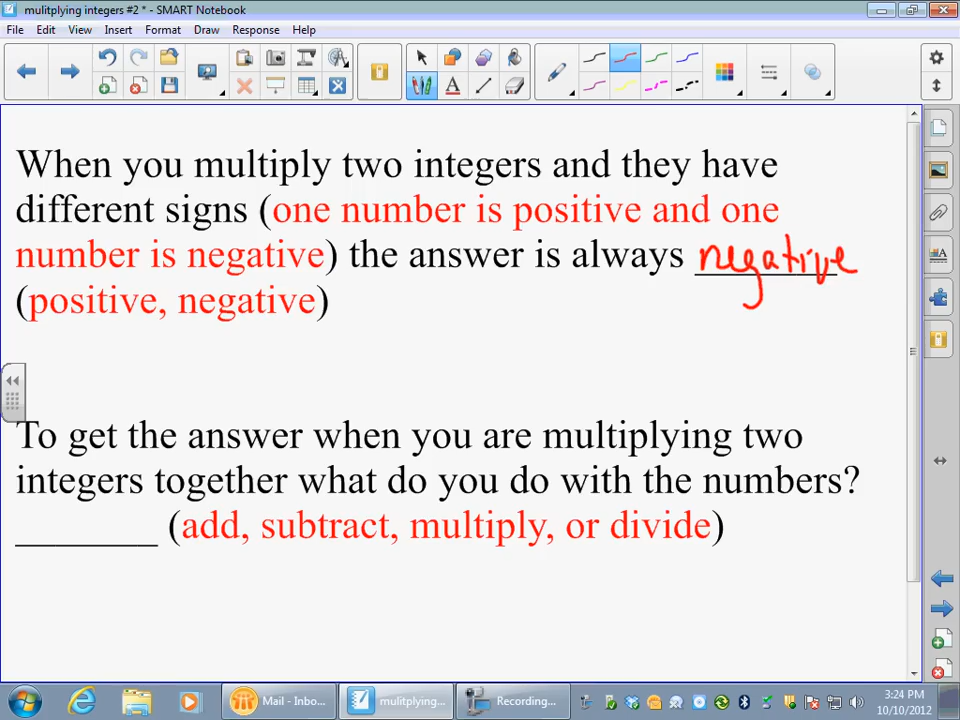 mulitplying integers #2 * - SMART Notebook
File Edit View Insert Format Draw Response Help
When you multiply two integers and they have
different signs (one number is positive and one
number is negative) the answer is always negative
(positive, negative)
To get the answer when you are multiplying two
integers together what do you do with the numbers?
_______ (add, subtract, multiply, or divide)
Mail - Inbo... mulitplying... Recording...
3:24 PM
10/10/2012